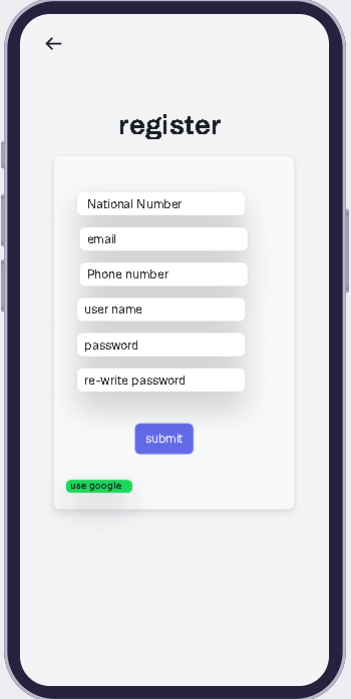 register
National Number
email
Phone number
user name
password
re-write password
submit
use google